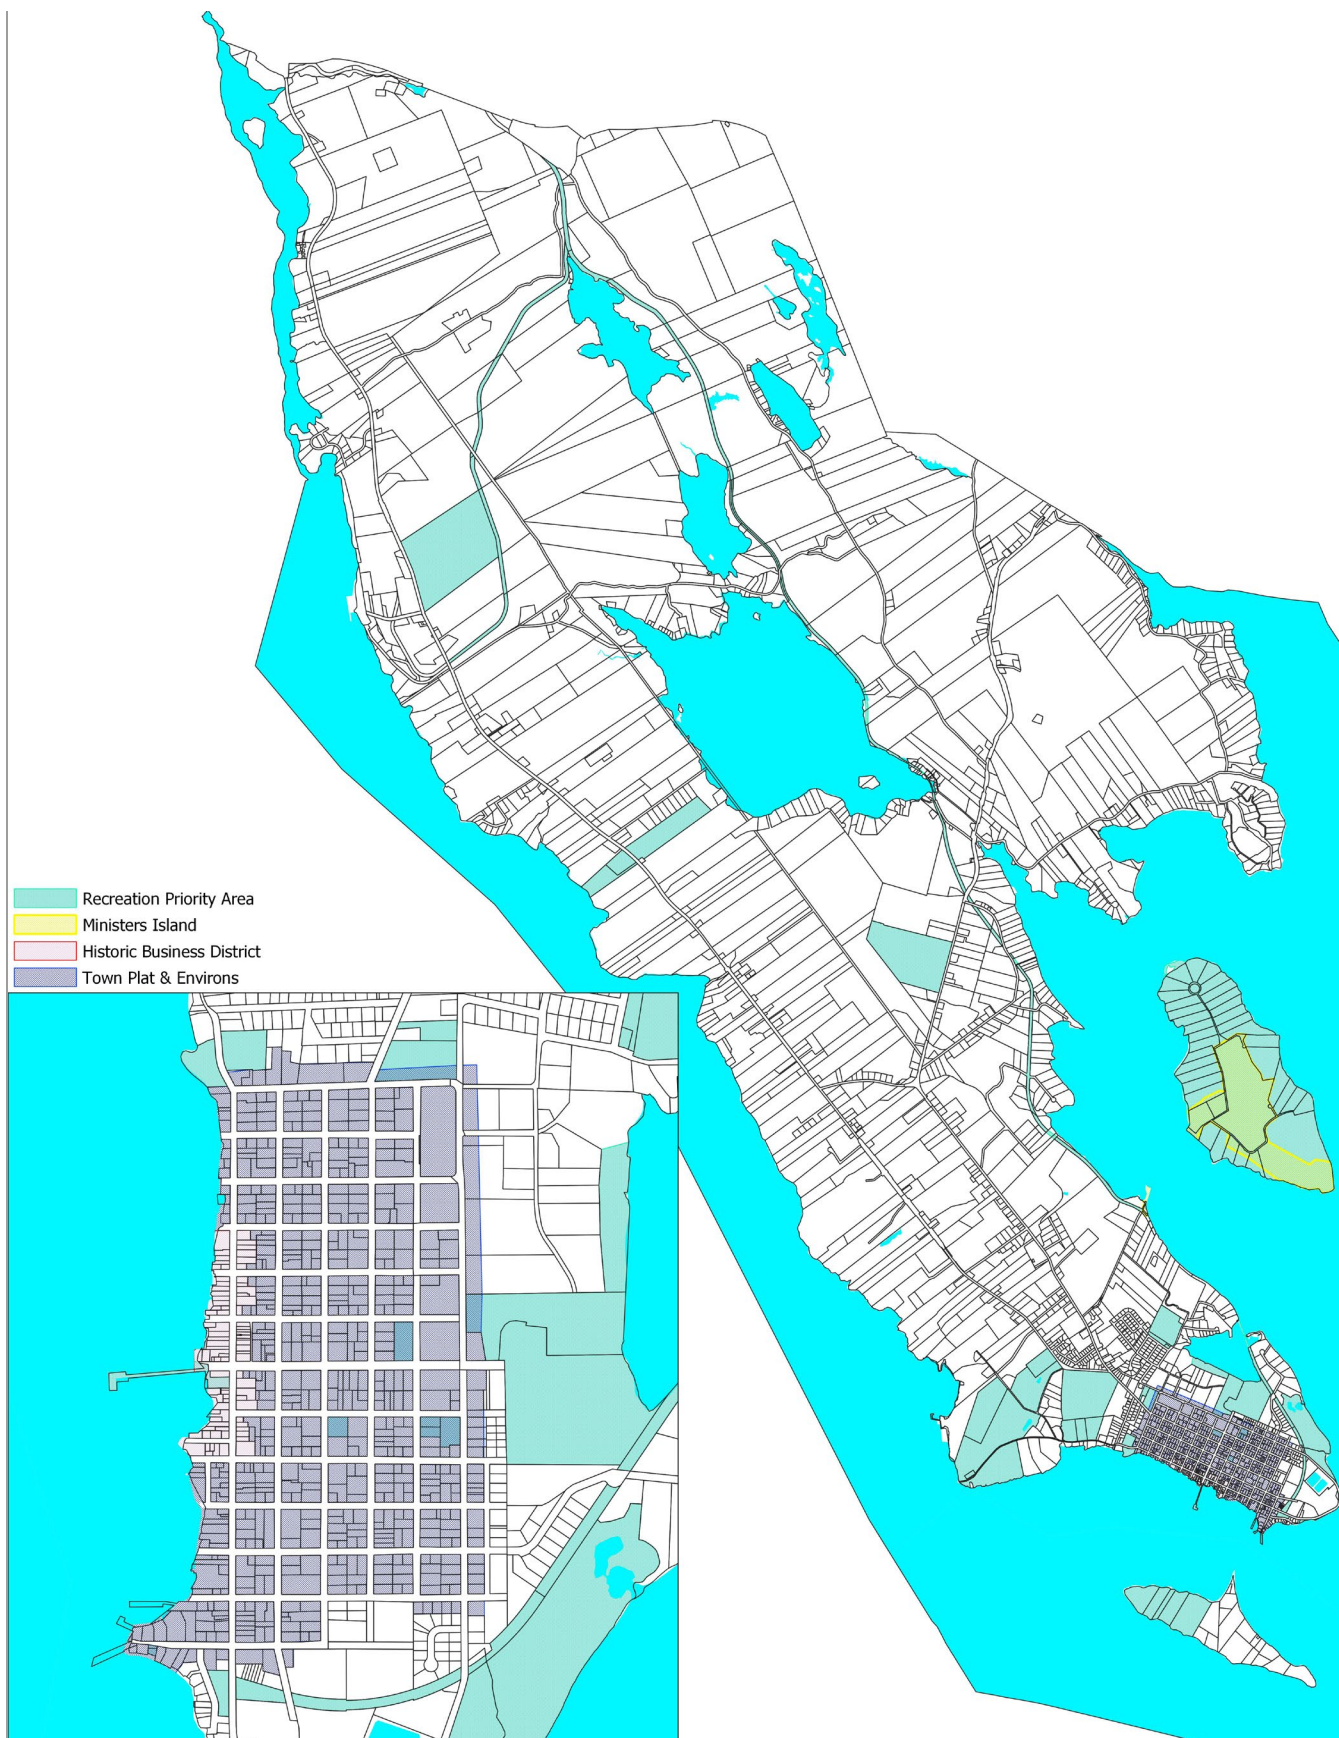 Recreation Priority Area
Ministers Island
Historic Business District
Town Plat & Environs